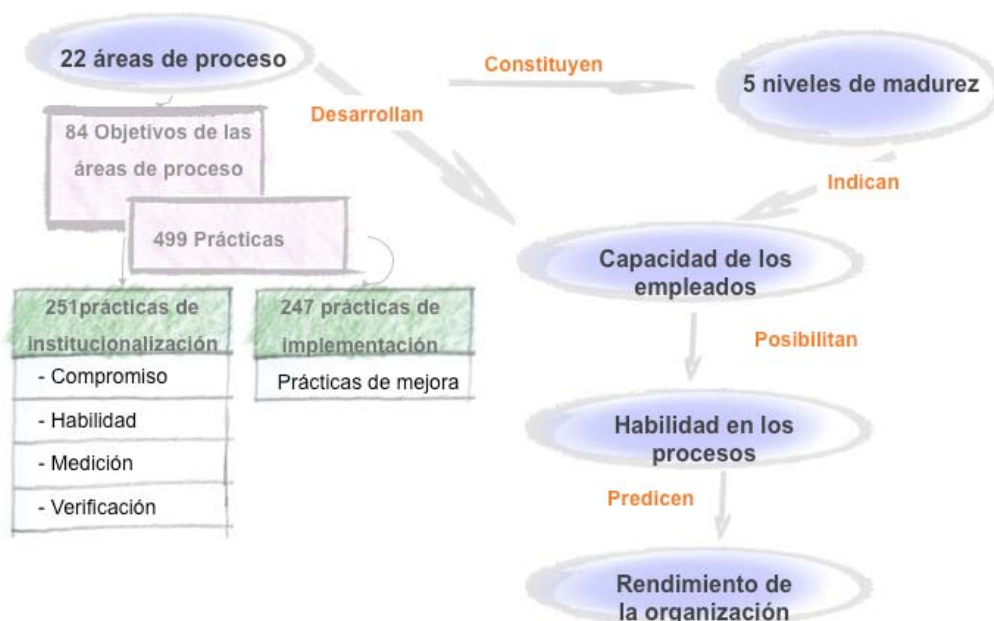 22 áreas de proceso
Constituyen
5 niveles de madurez
Desarrollan
84 Objetivos de las
áreas de proceso
Indican
499 Prácticas
Capacidad de los
empleados
251prácticas de
institucionalización
- Compromiso
- Habilidad
- Medición
- Verificación
247 prácticas de
implementación
Prácticas de mejora
Posibilitan
Habilidad en los
procesos
Predicen
Rendimiento de
la organización